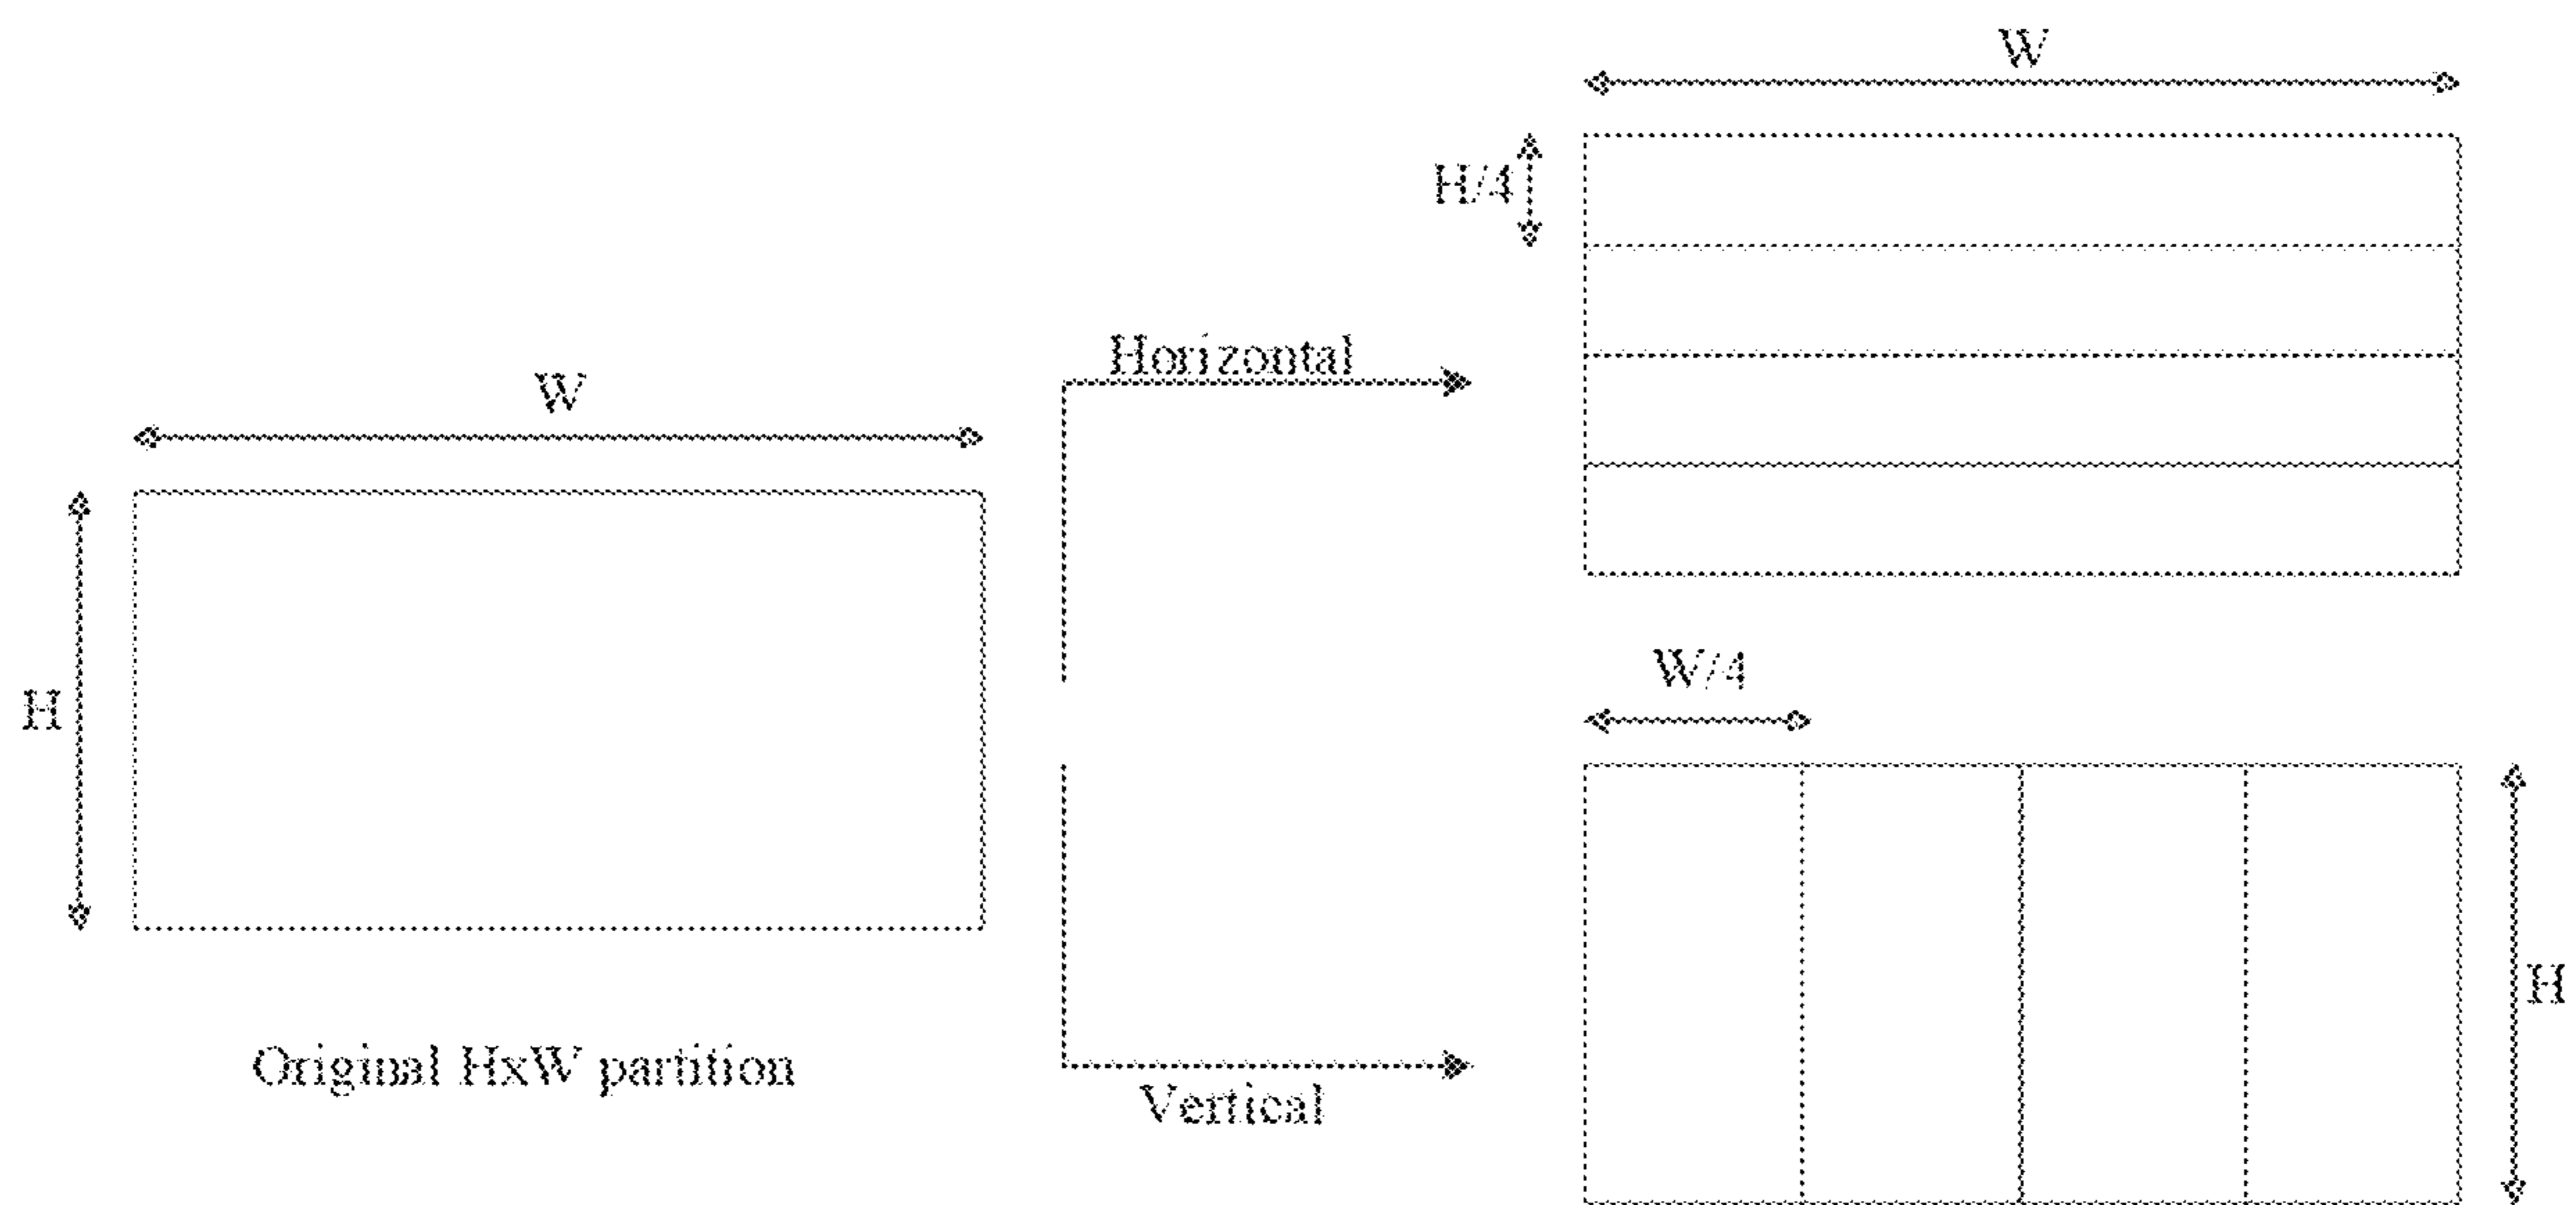 W
H/4
Horizontal
W
W/4
H
H
Original HxW partition
Vertical